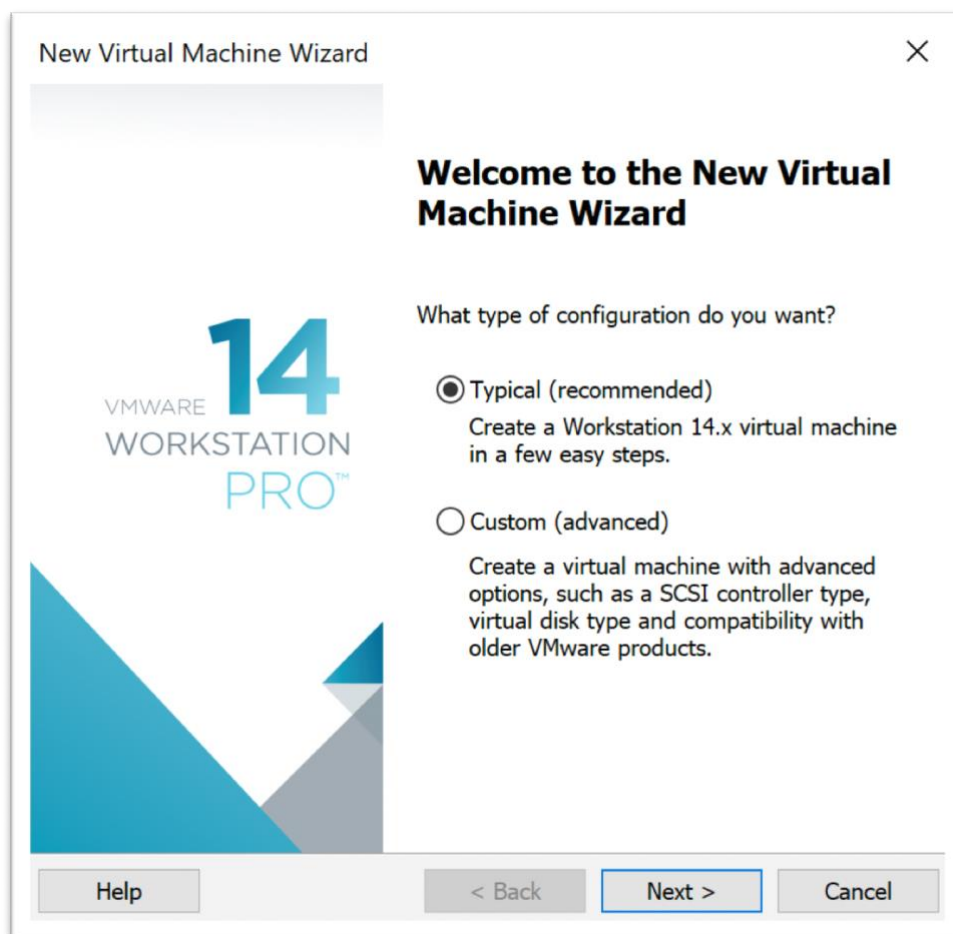 New Virtual Machine Wizard
Welcome to the New Virtual
Machine Wizard
What type of configuration do you want?
Typical (recommended)
Create a Workstation 14.x virtual machine
in a few easy steps.
Custom (advanced)
Create a virtual machine with advanced
options, such as a SCSI controller type,
virtual disk type and compatibility with
older VMware products.
14
VMWARE
WORKSTATION
PRO™
Help
< Back
Next >
Cancel